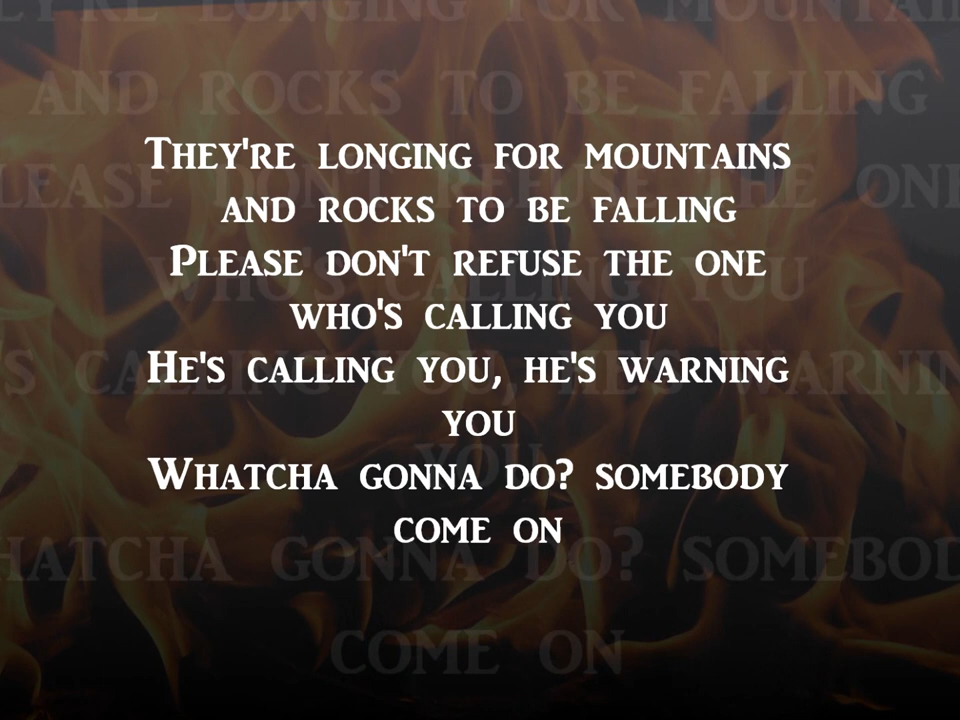 They're longing for mountains
and rocks to be falling
Please don't refuse the one
who's calling you
He's calling you, he's warning
you
Whatcha gonna do? somebody
come on